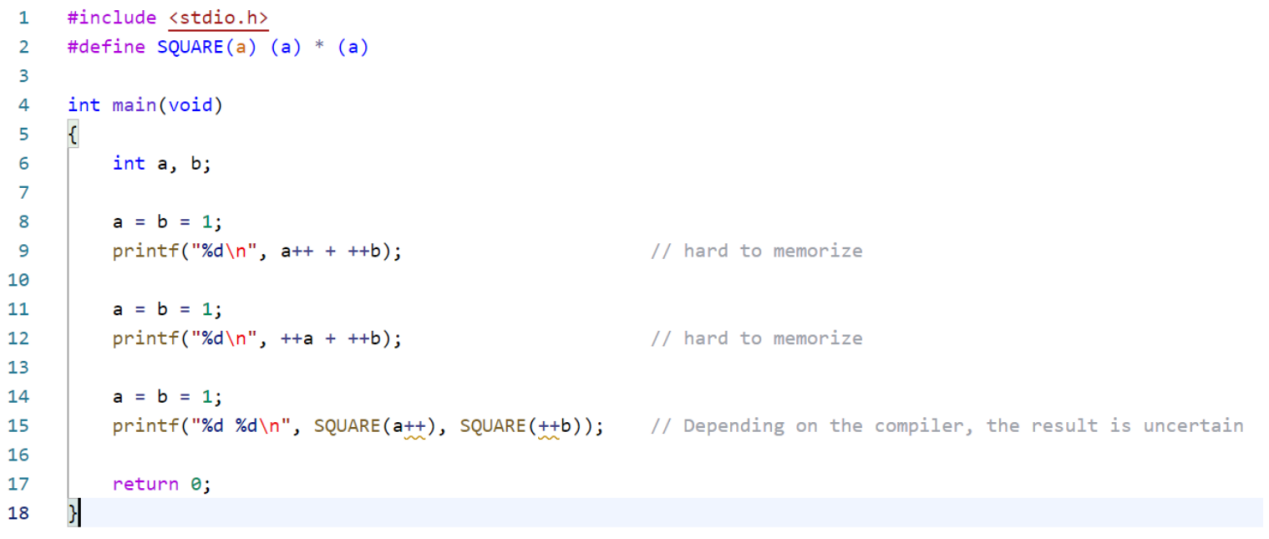 1 #include <stdio.h>
2 #define SQUARE(a) (a) * (a)
3
4 int main(void)
5 {
6 int a, b;
7
8 a = b = 1;
9 printf("%d\n", a++ + ++b); // hard to memorize
10
11 a = b = 1;
12 printf("%d\n", ++a + ++b); // hard to memorize
13
14 a = b = 1;
15 printf("%d %d\n", SQUARE(a++), SQUARE(++b)); // Depending on the compiler, the result is uncertain
16
17 return 0;
18 }